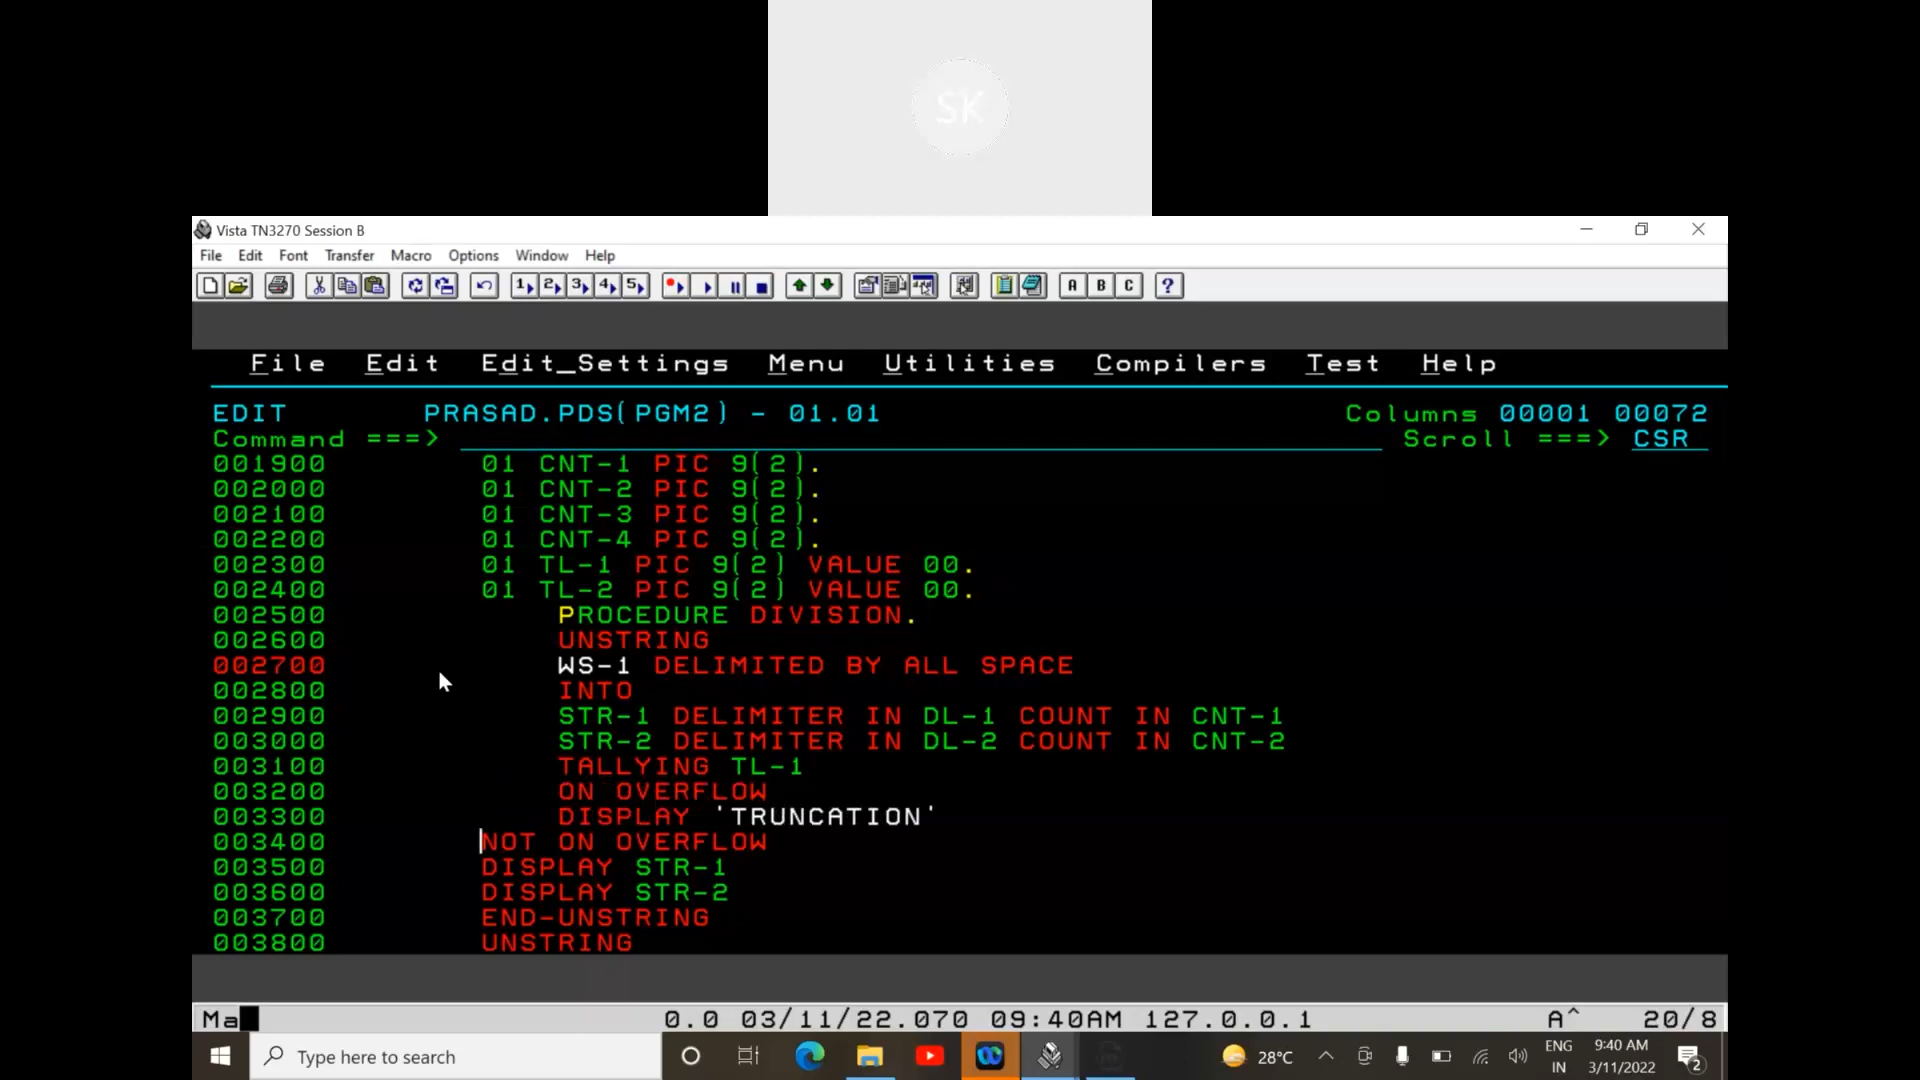 SK
Vista TN3270 Session B
File Edit Font Transfer Macro Options Window Help
1 2 3 4 5 A B C ?
File Edit Edit_Settings Menu Utilities Compilers Test Help
EDIT PRASAD.PDS(PGM2) - 01.01 Columns 00001 00072
Command ===> Scroll ===> CSR
001900 01 CNT-1 PIC 9(2).
002000 01 CNT-2 PIC 9(2).
002100 01 CNT-3 PIC 9(2).
002200 01 CNT-4 PIC 9(2).
002300 01 TL-1 PIC 9(2) VALUE 00.
002400 01 TL-2 PIC 9(2) VALUE 00.
002500 PROCEDURE DIVISION.
002600 UNSTRING
002700 WS-1 DELIMITED BY ALL SPACE
002800 INTO
002900 STR-1 DELIMITER IN DL-1 COUNT IN CNT-1
003000 STR-2 DELIMITER IN DL-2 COUNT IN CNT-2
003100 TALLYING TL-1
003200 ON OVERFLOW
003300 DISPLAY 'TRUNCATION'
003400 NOT ON OVERFLOW
003500 DISPLAY STR-1
003600 DISPLAY STR-2
003700 END-UNSTRING
003800 UNSTRING
Ma 0.0 03/11/22.070 09:40AM 127.0.0.1 A^ 20/8
Type here to search 28°C ENG IN 9:40 AM 3/11/2022 2